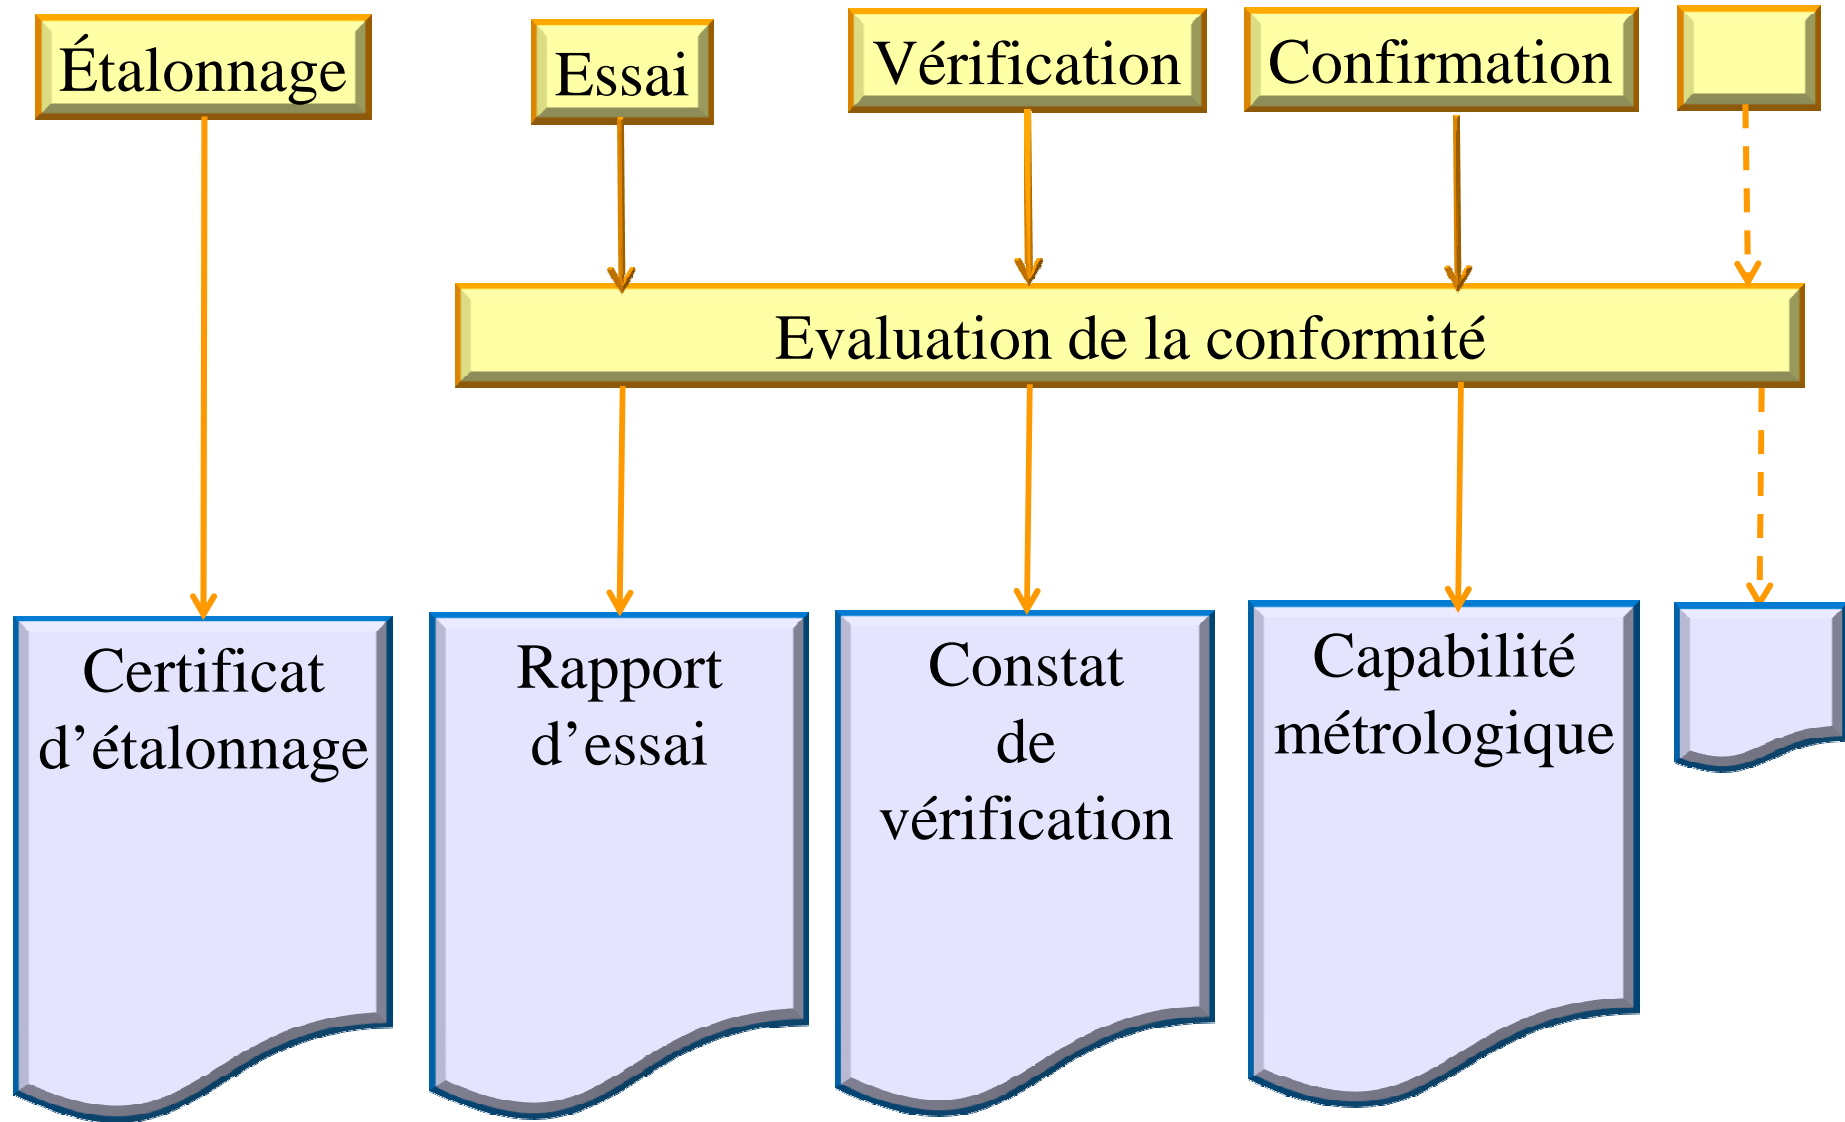 Étalonnage
Essai
Vérification
Confirmation
Evaluation de la conformité
Certificat
d’étalonnage
Rapport
d’essai
Constat
de
vérification
Capabilité
métrologique